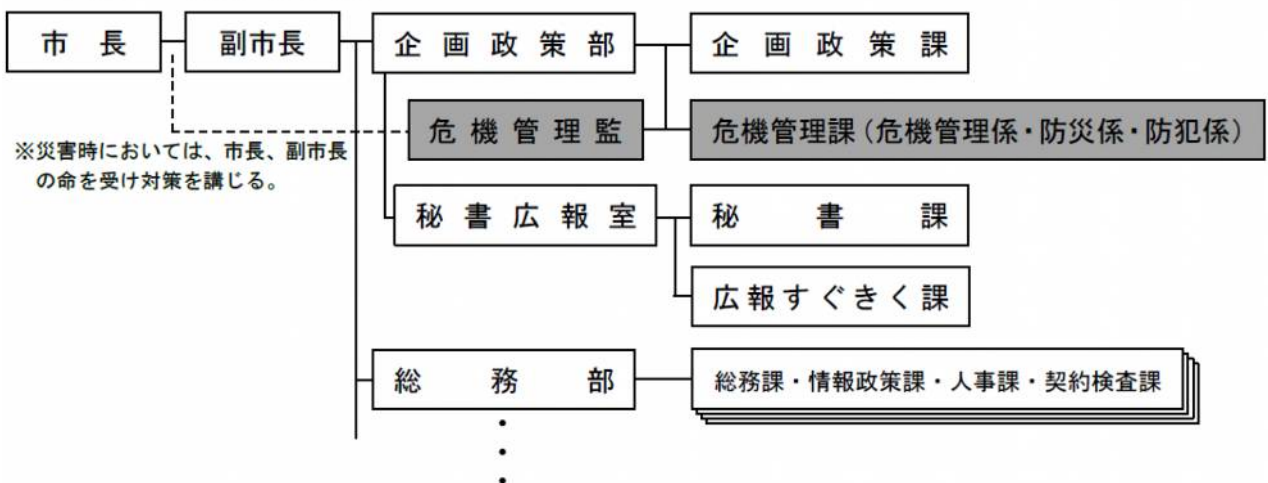 市長
副市長
企画政策部
企画政策課
危機管理監
危機管理課（危機管理係・防災係・防犯係）
※災害時においては、市長、副市長
の命を受け対策を講じる。
秘書広報室
秘書課
広報すぐきく課
総務部
総務課・情報政策課・人事課・契約検査課